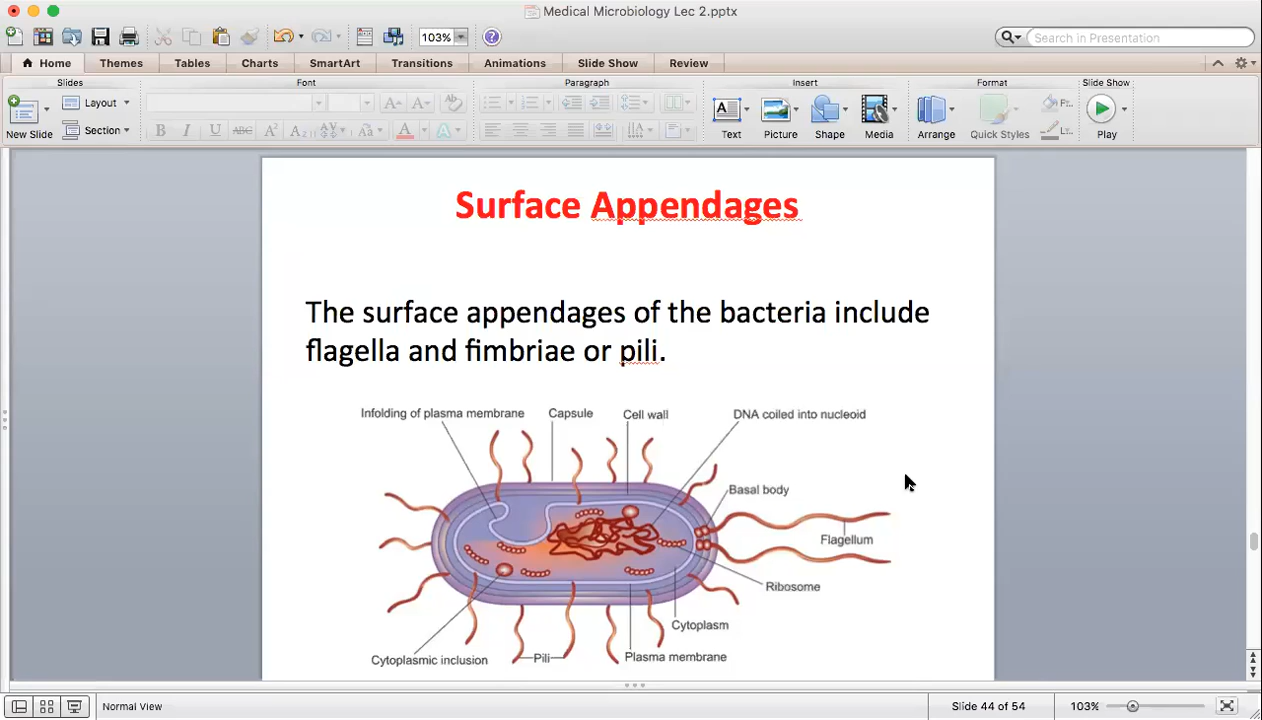 Medical Microbiology Lec 2.pptx
103%
Search in Presentation
Home Themes Tables Charts SmartArt Transitions Animations Slide Show Review
Slides Font Paragraph Insert Format Slide Show
New Slide Layout Section
B I U ABC A² A₂
Text Picture Shape Media Arrange Quick Styles Play
Surface Appendages
The surface appendages of the bacteria include
flagella and fimbriae or pili.
Infolding of plasma membrane Capsule Cell wall DNA coiled into nucleoid
Basal body
Flagellum
Ribosome
Cytoplasm
Cytoplasmic inclusion Pili Plasma membrane
Normal View Slide 44 of 54 103%